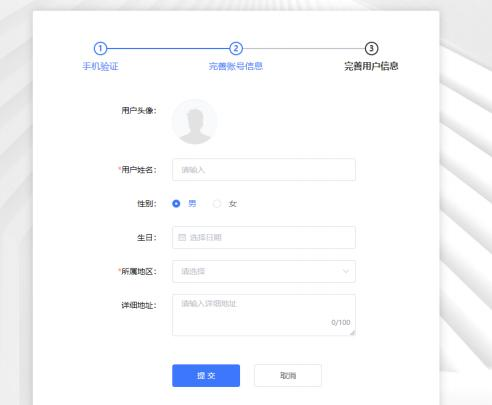 1 2 3
手机验证 完善账号信息 完善用户信息
用户头像：
*用户姓名： 请输入
性别： 男 女
生日： 选择日期
*所属地区： 请选择
详细地址： 请输入详细地址
0/100
提 交 取消